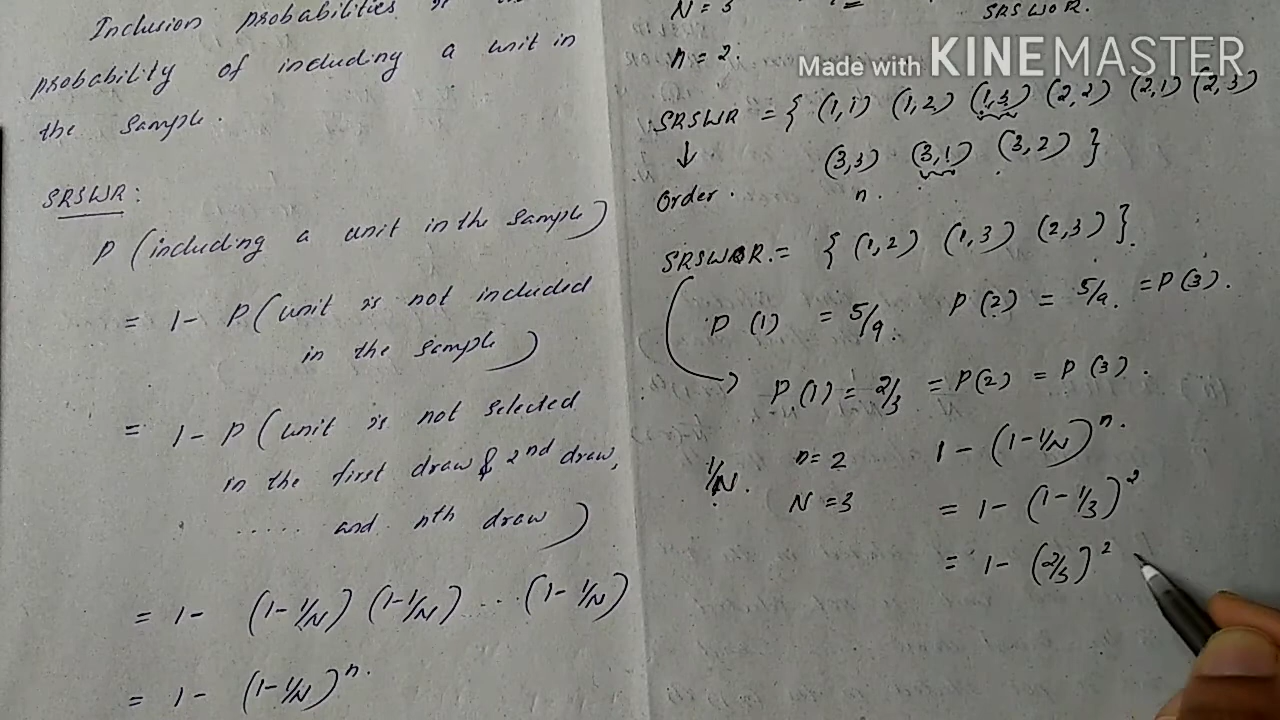 Inclusion probabilities
probability of including a unit in
the sample.
SRSWR:
P (including a unit in the sample)
= 1 - P (unit is not included
in the sample)
= 1 - P (unit is not selected
in the first draw & 2nd draw,
...... and nth draw)
= 1 - (1-1/N) (1-1/N) ... (1-1/N)
= 1 - (1-1/N)^n.
N = 3
SRSWOR.
n = 2.
Made with KINEMASTER
SRSWR = { (1,1) (1,2) (1,3) (2,2) (2,1) (2,3)
↓ (3,3) (3,1) (3,2) }
Order. n.
SRSWOR. = { (1,2) (1,3) (2,3) }.
P (1) = 5/9. P (2) = 5/9. = P (3).
P (1) = 2/3 = P(2) = P (3).
1/N. n = 2 1 - (1-1/N)^n.
N = 3 = 1 - (1-1/3)^2
= 1 - (2/3)^2